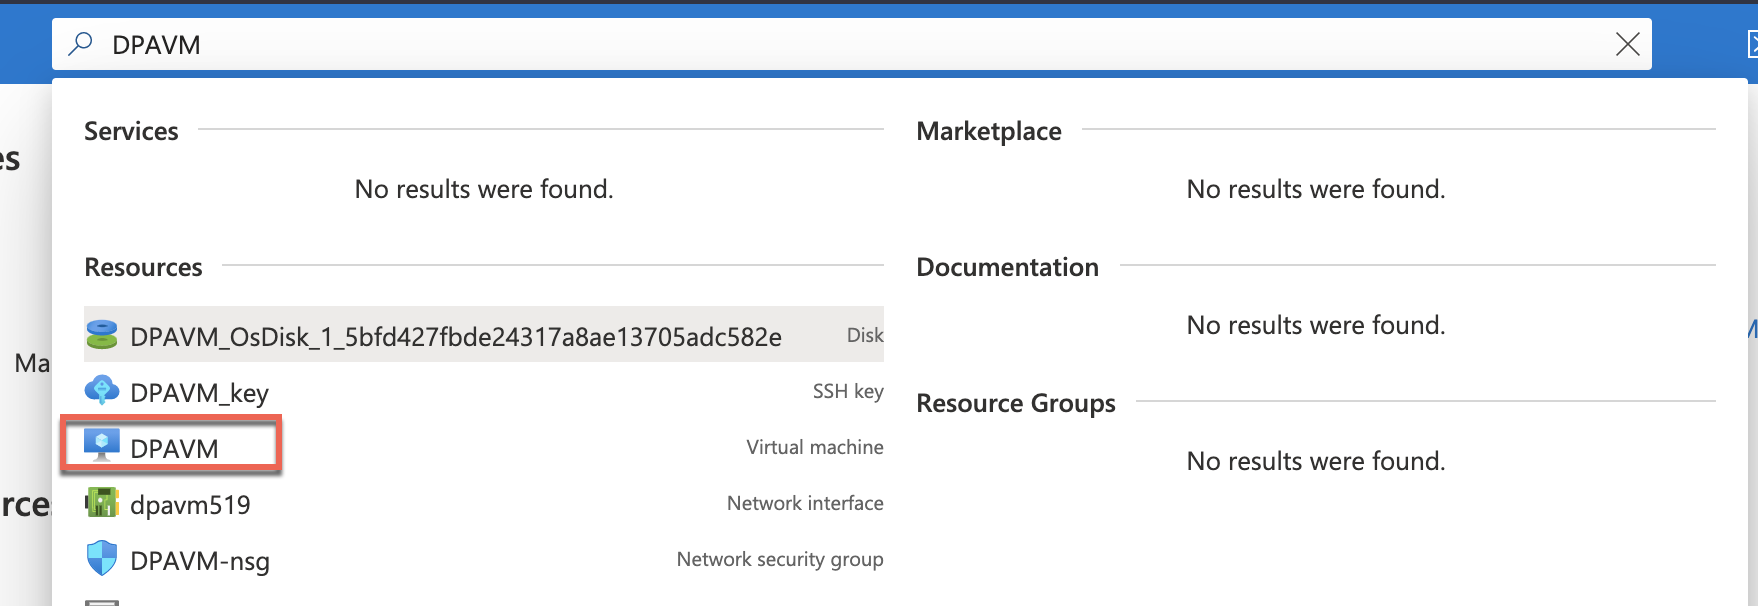 DPAVM
Services
No results were found.
Resources
DPAVM_OsDisk_1_5bfd427fbde24317a8ae13705adc582e Disk
DPAVM_key SSH key
DPAVM Virtual machine
dpavm519 Network interface
DPAVM-nsg Network security group
Marketplace
No results were found.
Documentation
No results were found.
Resource Groups
No results were found.
es
Ma
rces